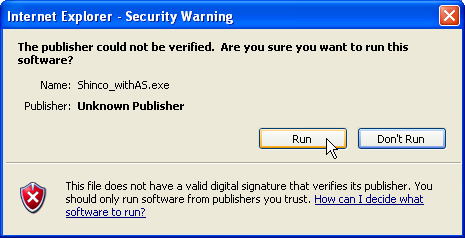 Internet Explorer - Security Warning
The publisher could not be verified.  Are you sure you want to run this
software?
Name: Shinco_withAS.exe
Publisher: Unknown Publisher
Run Don't Run
This file does not have a valid digital signature that verifies its publisher. You
should only run software from publishers you trust. How can I decide what
software to run?